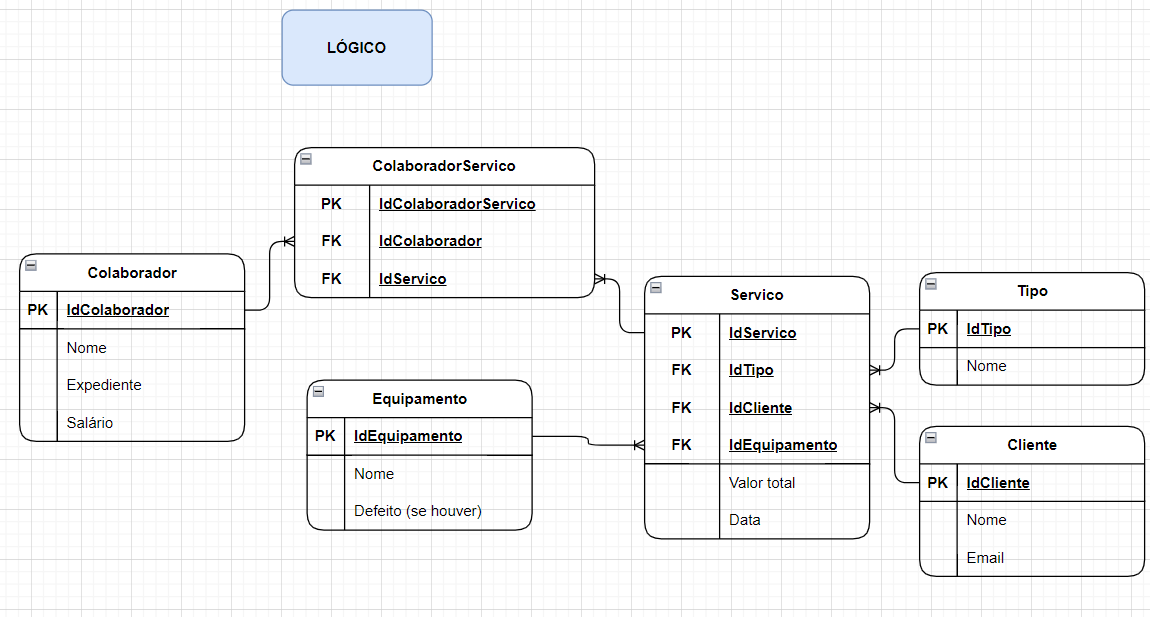 LÓGICO
ColaboradorServico
PK IdColaboradorServico
FK IdColaborador
FK IdServico
Colaborador
PK IdColaborador
Nome
Expediente
Salário
Equipamento
PK IdEquipamento
Nome
Defeito (se houver)
Servico
PK IdServico
FK IdTipo
FK IdCliente
FK IdEquipamento
Valor total
Data
Tipo
PK IdTipo
Nome
Cliente
PK IdCliente
Nome
Email